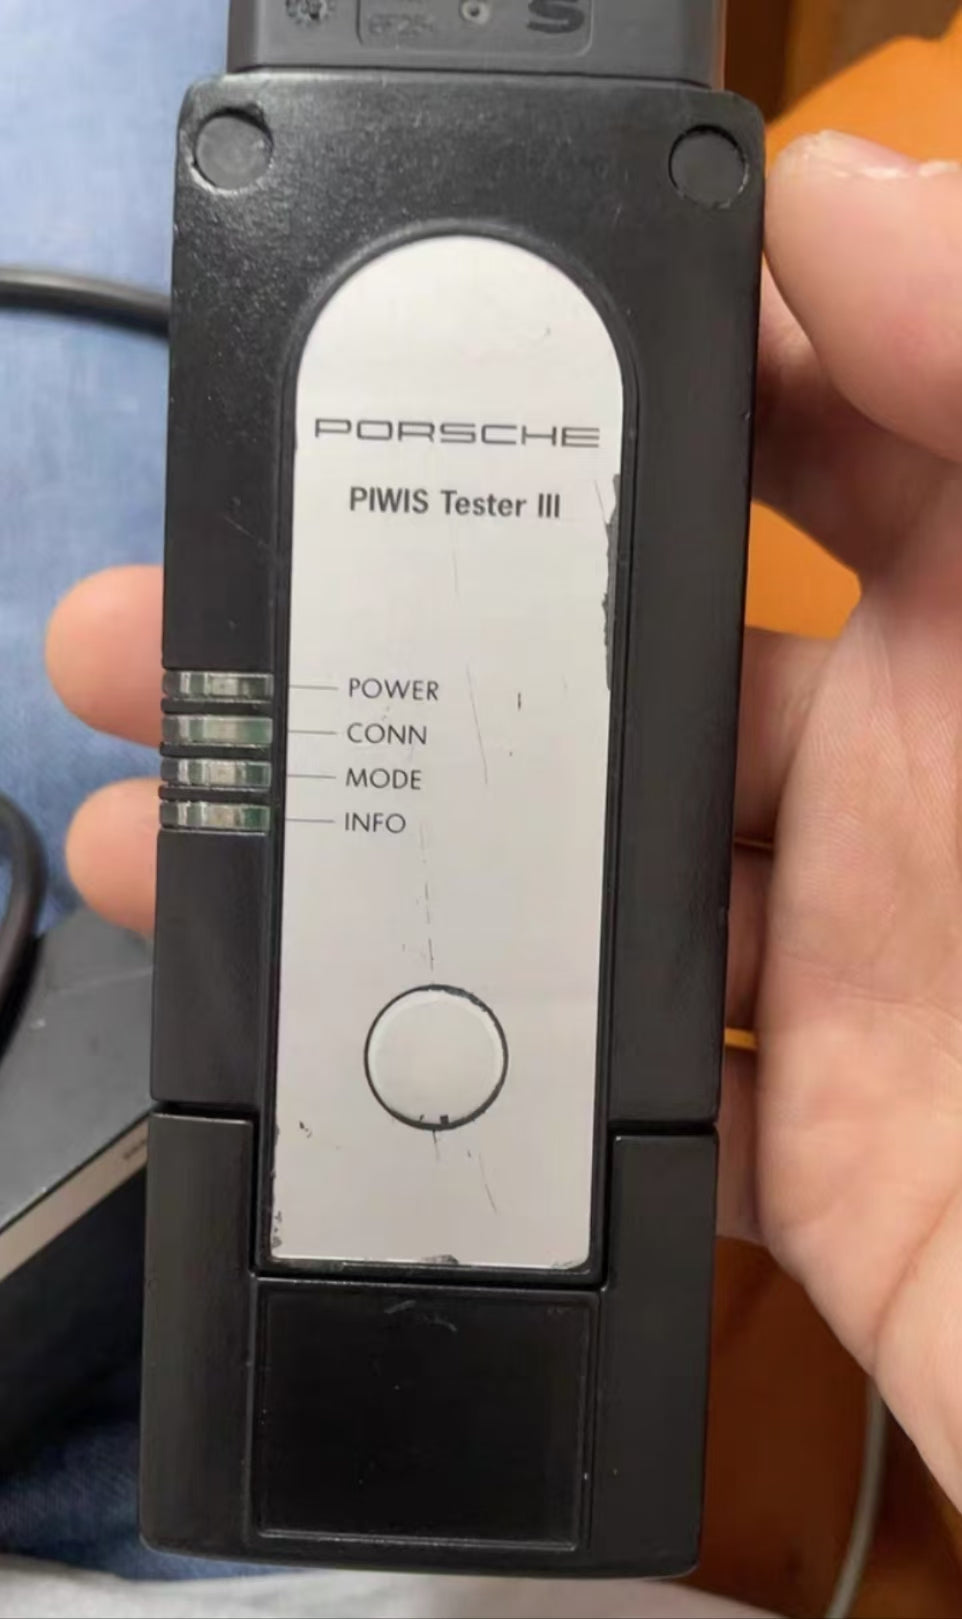 S
PORSCHE
PIWIS Tester III
POWER
CONN
MODE
INFO